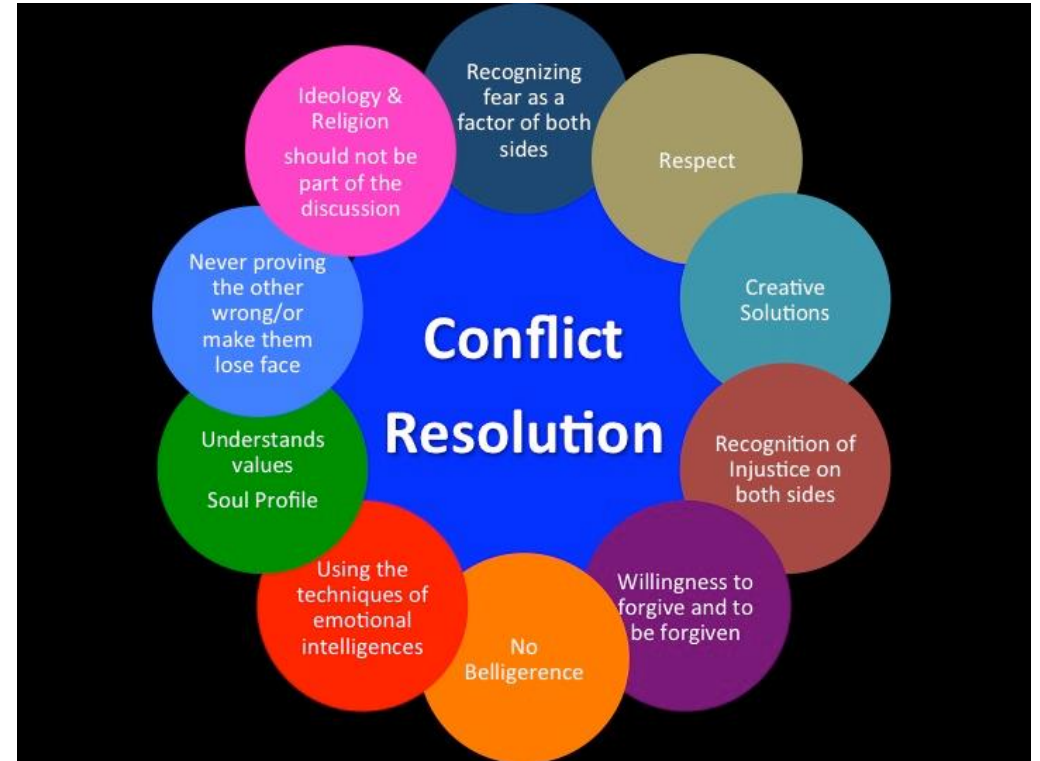 Conflict
Resolution
Recognizing
fear as a
factor of both
sides
Respect
Creative
Solutions
Recognition of
Injustice on
both sides
Willingness to
forgive and to
be forgiven
No
Belligerence
Using the
techniques of
emotional
intelligences
Understands
values
Soul Profile
Never proving
the other
wrong/or
make them
lose face
Ideology &
Religion
should not be
part of the
discussion